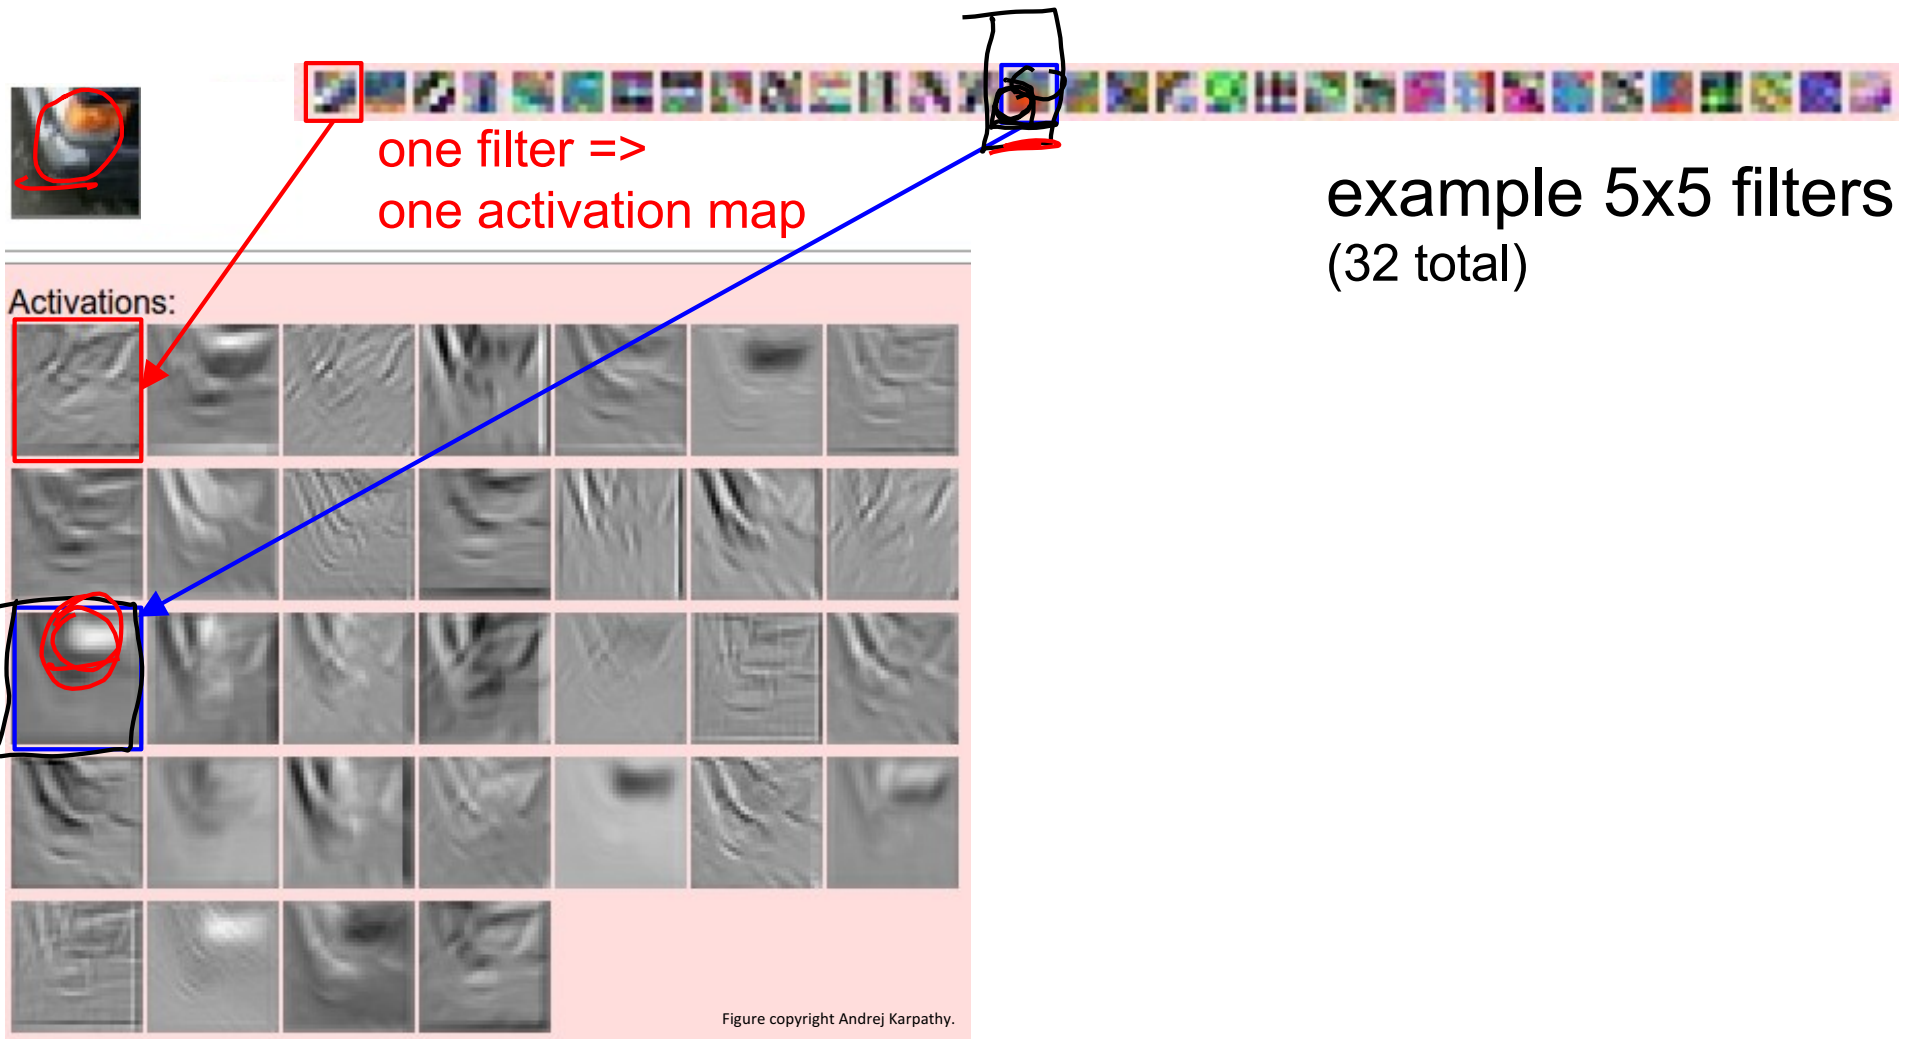 one filter =>
one activation map
example 5x5 filters
(32 total)
Activations:
Figure copyright Andrej Karpathy.